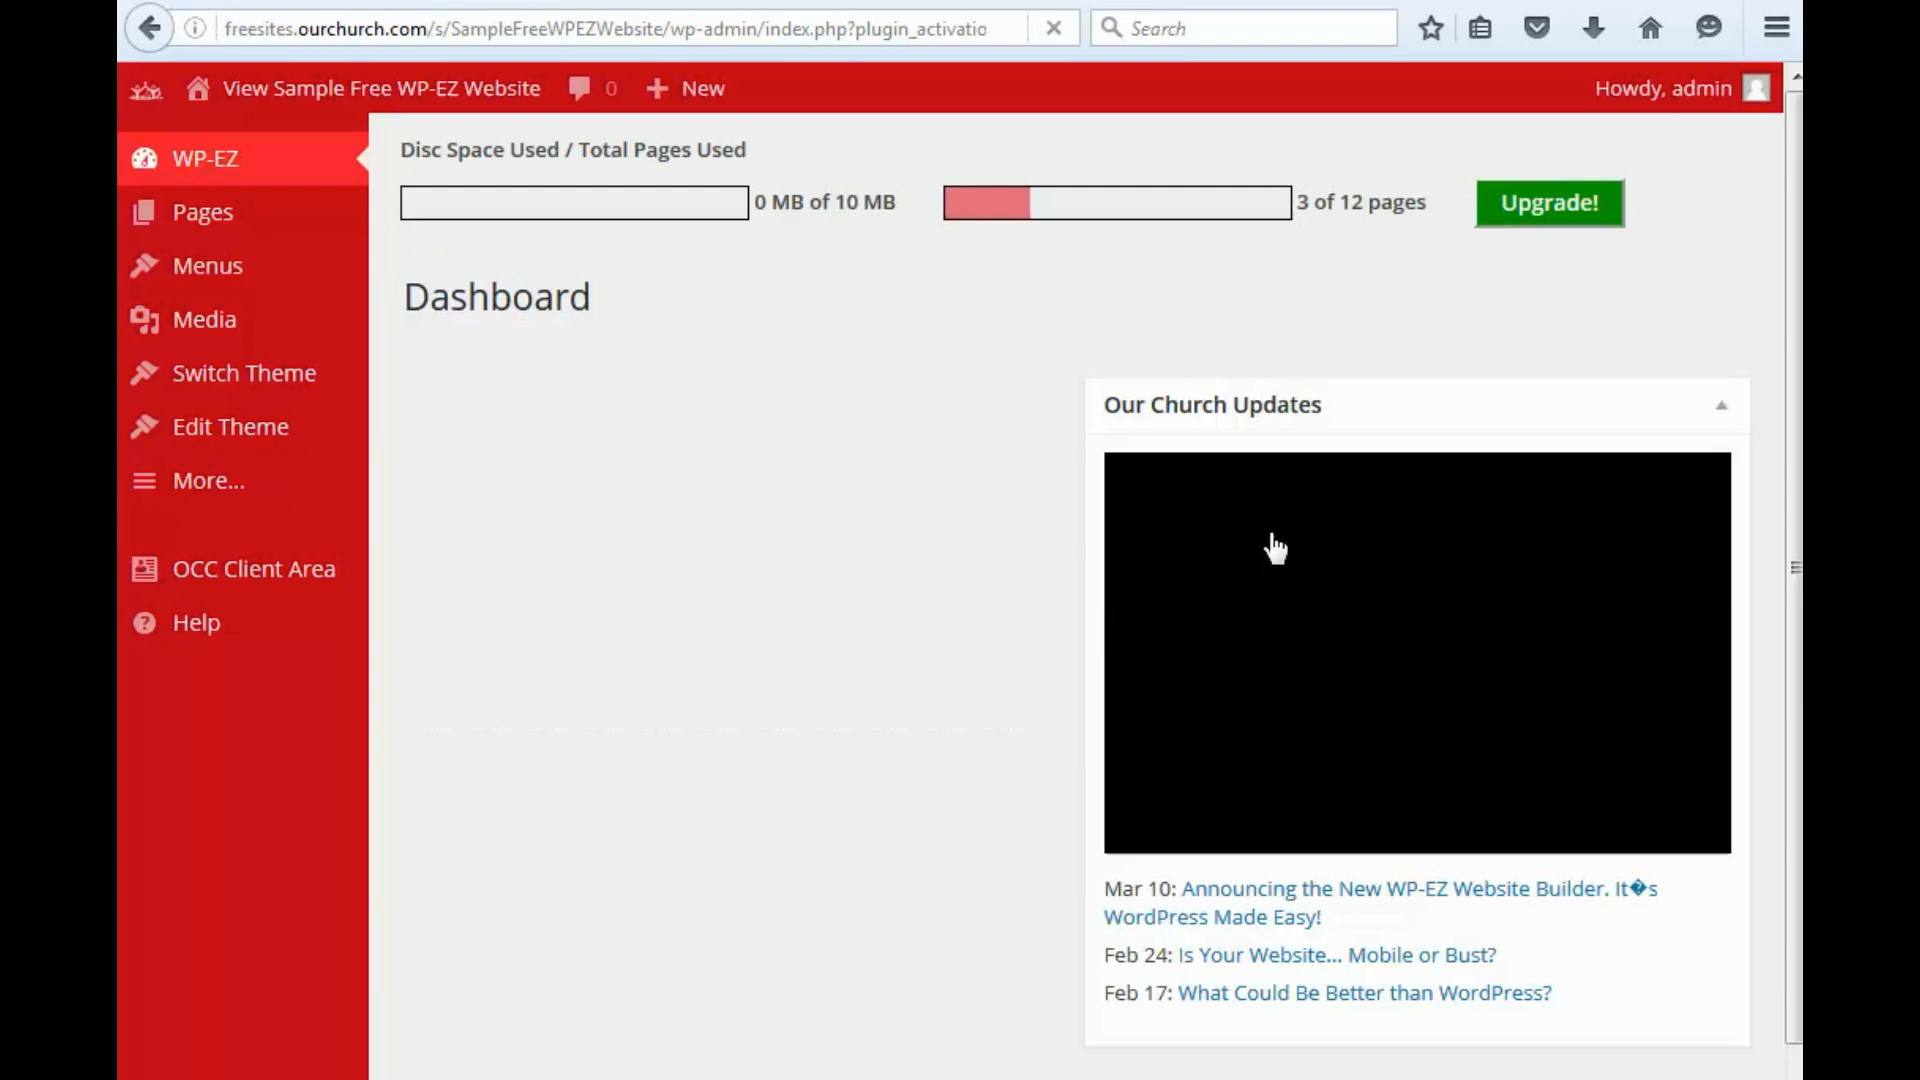 freesites.ourchurch.com/s/SampleFreeWPEZWebsite/wp-admin/index.php?plugin_activatio
Search
View Sample Free WP-EZ Website 0 New
Howdy, admin
WP-EZ
Pages
Menus
Media
Switch Theme
Edit Theme
More...
OCC Client Area
Help
Disc Space Used / Total Pages Used
0 MB of 10 MB
3 of 12 pages
Upgrade!
Dashboard
Our Church Updates
Mar 10: Announcing the New WP-EZ Website Builder. It�s
WordPress Made Easy!
Feb 24: Is Your Website... Mobile or Bust?
Feb 17: What Could Be Better than WordPress?